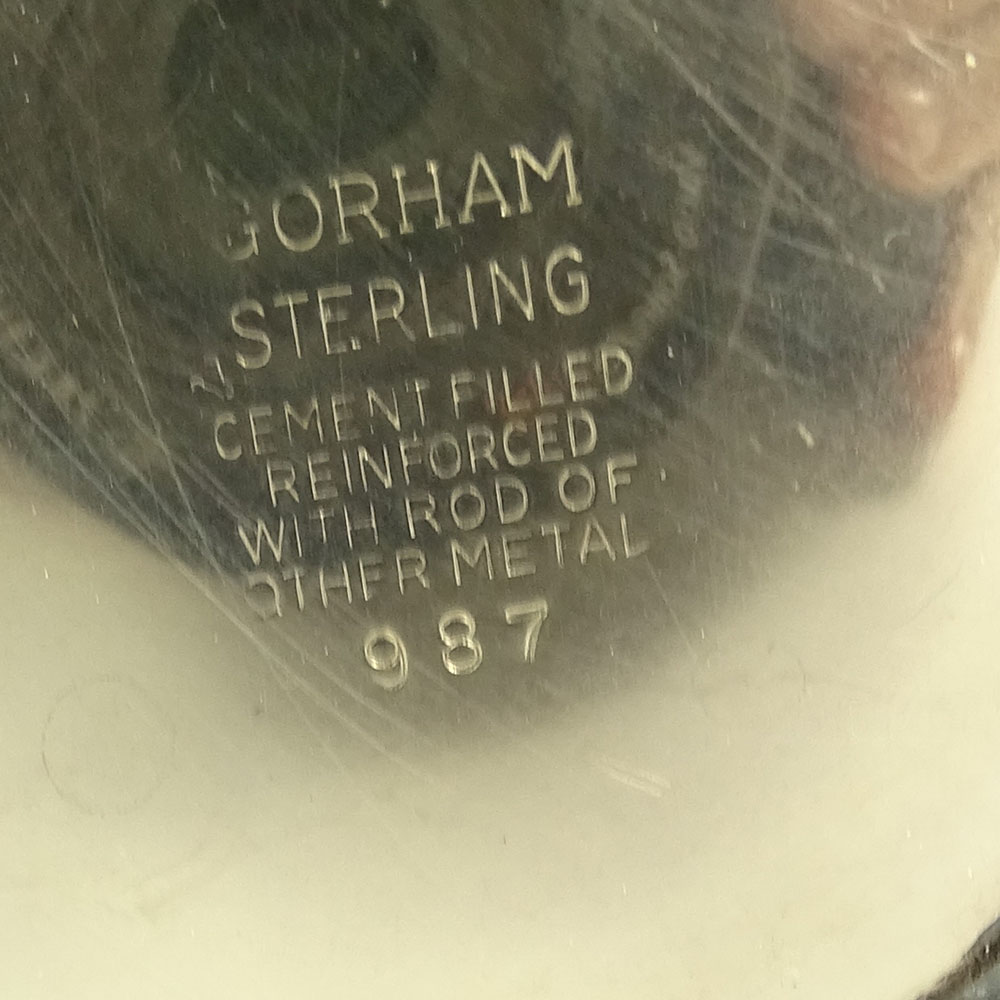 GORHAM
STERLING
CEMENT FILLED
REINFORCED
WITH ROD OF
OTHER METAL
987